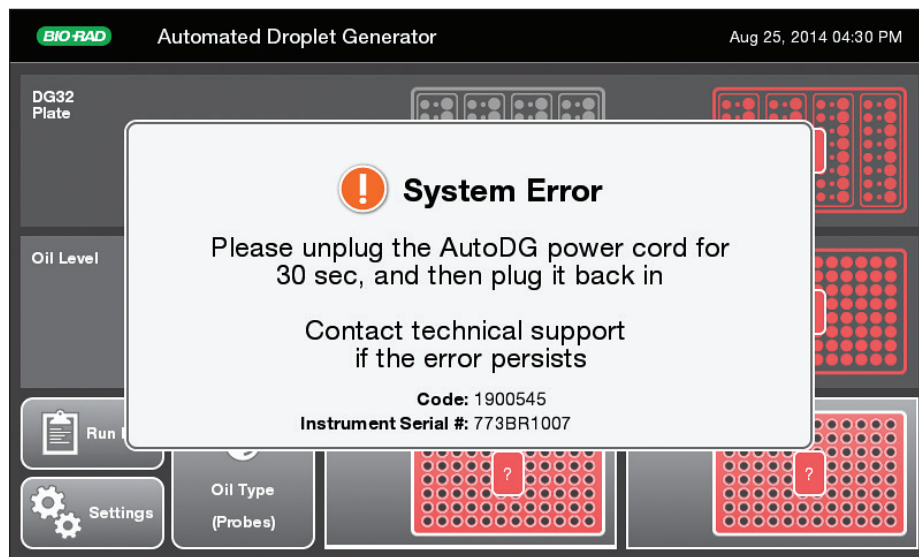 BIO-RAD
Automated Droplet Generator
Aug 25, 2014 04:30 PM
DG32
Plate
System Error
Please unplug the AutoDG power cord for
30 sec, and then plug it back in
Contact technical support
if the error persists
Code: 1900545
Instrument Serial #: 773BR1007
Oil Level
Run
Oil Type
(Probes)
Settings
?
?